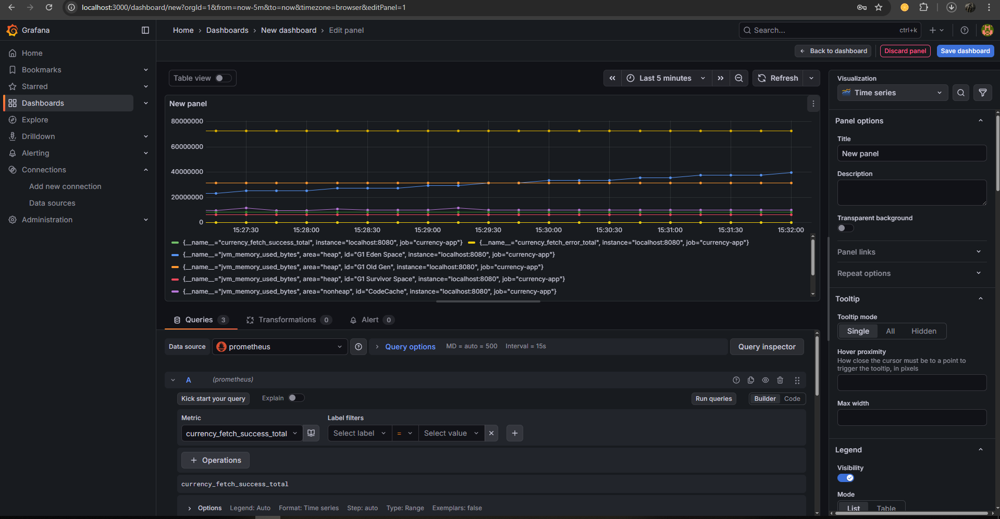 localhost:3000/dashboard/new?orgId=1&from=now-5m&to=now&timezone=browser&editPanel=1
Grafana
Home › Dashboards › New dashboard › Edit panel
Search...
ctrl+k
Back to dashboard
Discard panel
Save dashboard
Home
Bookmarks
Starred
Dashboards
Explore
Drilldown
Alerting
Connections
Add new connection
Data sources
Administration
Table view
Last 5 minutes
Refresh
New panel
80000000
60000000
40000000
20000000
0
15:27:30 15:28:00 15:28:30 15:29:00 15:29:30 15:30:00 15:30:30 15:31:00 15:31:30 15:32:00
{__name__="currency_fetch_success_total", instance="localhost:8080", job="currency-app"} {__name__="currency_fetch_error_total", instance="localhost:8080", job="currency-app"}
{__name__="jvm_memory_used_bytes", area="heap", id="G1 Eden Space", instance="localhost:8080", job="currency-app"}
{__name__="jvm_memory_used_bytes", area="heap", id="G1 Old Gen", instance="localhost:8080", job="currency-app"}
{__name__="jvm_memory_used_bytes", area="heap", id="G1 Survivor Space", instance="localhost:8080", job="currency-app"}
{__name__="jvm_memory_used_bytes", area="nonheap", id="CodeCache", instance="localhost:8080", job="currency-app"}
Queries 3 Transformations 0 Alert 0
Data source prometheus Query options MD = auto = 500 Interval = 15s Query inspector
A (prometheus)
Kick start your query Explain Run queries Builder Code
Metric Label filters
currency_fetch_success_total Select label = Select value
+ Operations
currency_fetch_success_total
Options Legend: Auto Format: Time series Step: auto Type: Range Exemplars: false
Visualization
Time series
Panel options
Title
New panel
Description
Transparent background
Panel links
Repeat options
Tooltip
Tooltip mode
Single All Hidden
Hover proximity
How close the cursor must be to a point to
trigger the tooltip, in pixels
Max width
Legend
Visibility
Mode
List Table